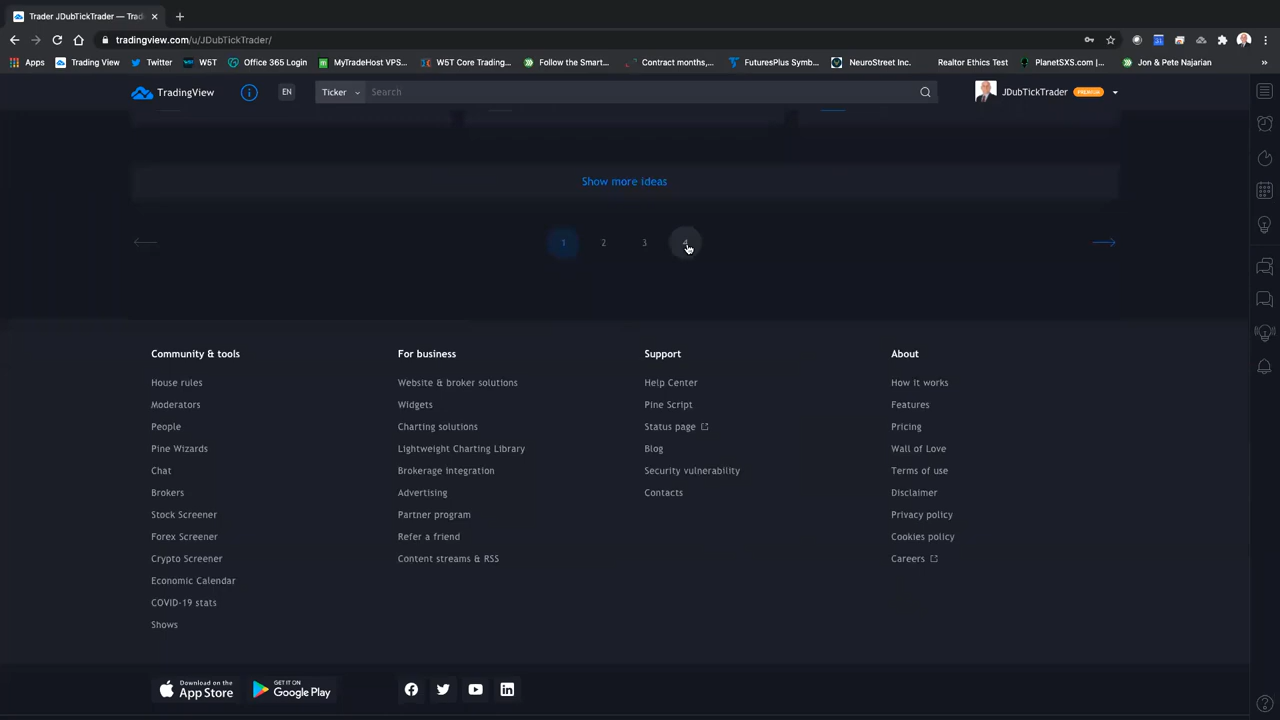 Trader JDubTickTrader — Trad
tradingview.com/u/JDubTickTrader/
Apps Trading View Twitter W5T Office 365 Login MyTradeHost VPS... W5T Core Trading... Follow the Smart... Contract months,... FuturesPlus Symb... NeuroStreet Inc. Realtor Ethics Test PlanetSXS.com |... Jon & Pete Najarian »
TradingView EN Ticker Search JDubTickTrader PREMIUM
Show more ideas
1 2 3 4
Community & tools
House rules
Moderators
People
Pine Wizards
Chat
Brokers
Stock Screener
Forex Screener
Crypto Screener
Economic Calendar
COVID-19 stats
Shows
For business
Website & broker solutions
Widgets
Charting solutions
Lightweight Charting Library
Brokerage integration
Advertising
Partner program
Refer a friend
Content streams & RSS
Support
Help Center
Pine Script
Status page
Blog
Security vulnerability
Contacts
About
How it works
Features
Pricing
Wall of Love
Terms of use
Disclaimer
Privacy policy
Cookies policy
Careers
Download on the
App Store
GET IT ON
Google Play